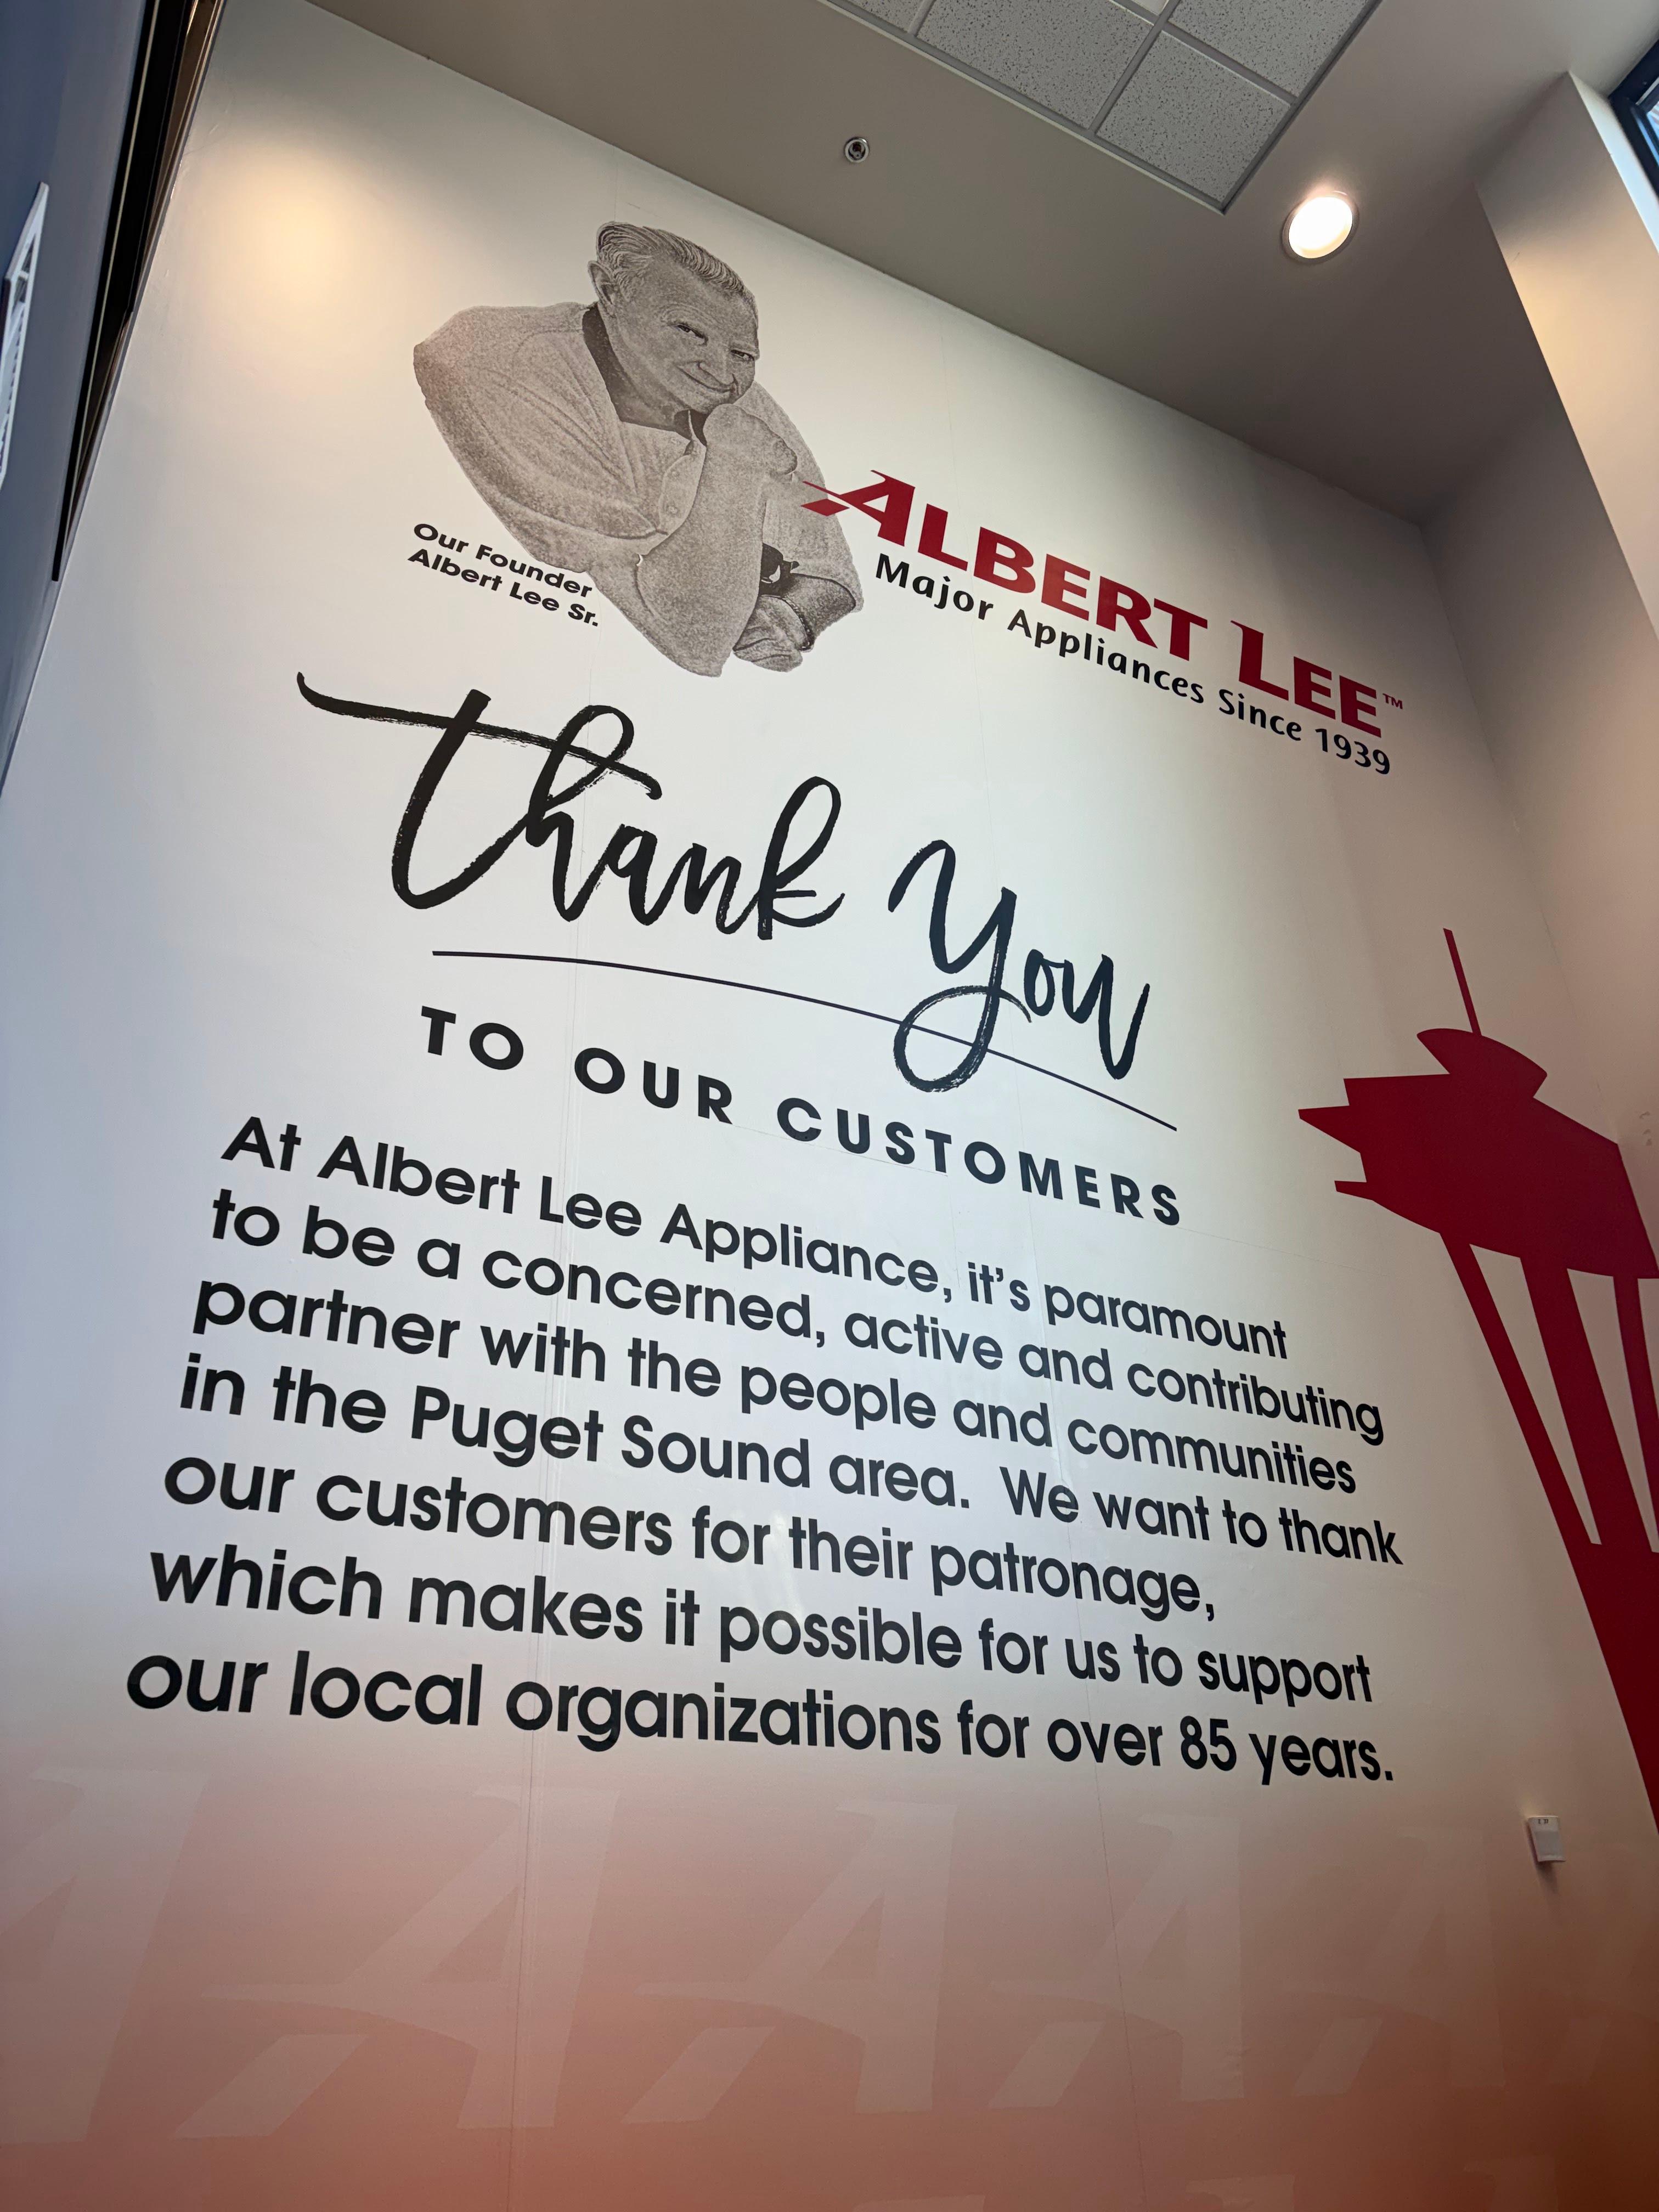 Our Founder
Albert Lee Sr.
ALBERT LEE™
Major Appliances Since 1939
Thank You
TO OUR CUSTOMERS
At Albert Lee Appliance, it’s paramount
to be a concerned, active and contributing
partner with the people and communities
in the Puget Sound area. We want to thank
our customers for their patronage,
which makes it possible for us to support
our local organizations for over 85 years.